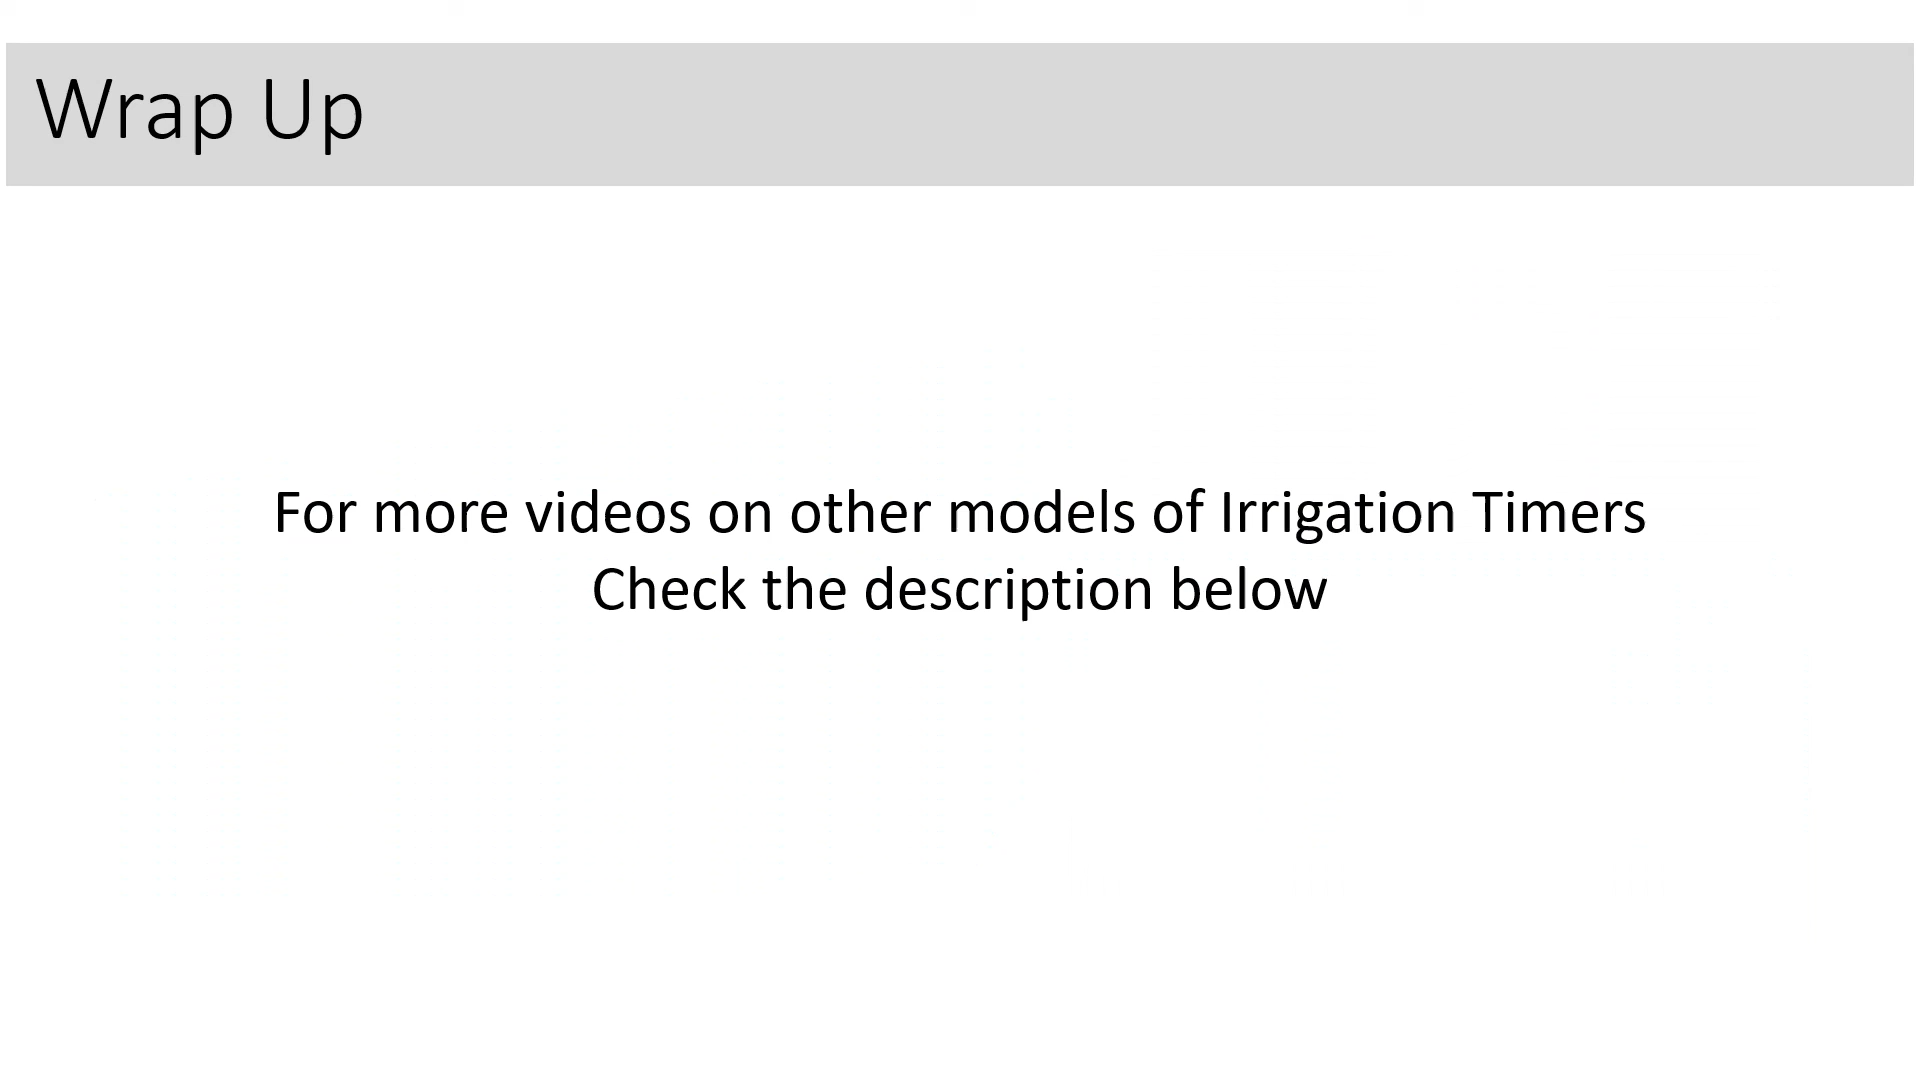 Wrap Up
For more videos on other models of Irrigation Timers
Check the description below